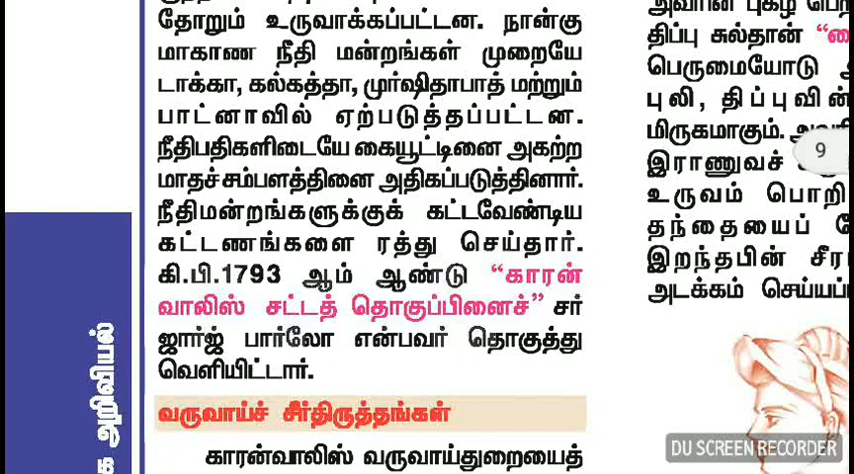 தோறும் உருவாக்கப்பட்டன. நான்கு
மாகாண நீதி மன்றங்கள் முறையே
டாக்கா, கல்கத்தா, முர்ஷிதாபாத் மற்றும்
பாட்னாவில் ஏற்படுத்தப்பட்டன.
நீதிபதிகளிடையே கையூட்டினை அகற்ற
மாதச்சம்பளத்தினை அதிகப்படுத்தினார்.
நீதிமன்றங்களுக்குக் கட்டவேண்டிய
கட்டணங்களை ரத்து செய்தார்.
கி.பி.1793 ஆம் ஆண்டு “காரன்
வாலிஸ் சட்டத் தொகுப்பினைச்” சர்
ஜார்ஜ் பார்லோ என்பவர் தொகுத்து
வெளியிட்டார்.
வருவாய்ச் சீர்திருத்தங்கள்
காரன்வாலிஸ் வருவாய்துறையைத்
திப்பு சுல்தான்
பெருமையோடு
புலி, திப்புவின்
மிருகமாகும்.
இராணுவச்
உருவம் பொறி
தந்தையைப்
இறந்தபின் சீர
அடக்கம் செய்யப்
9
அறிவியல்
DU SCREEN RECORDER